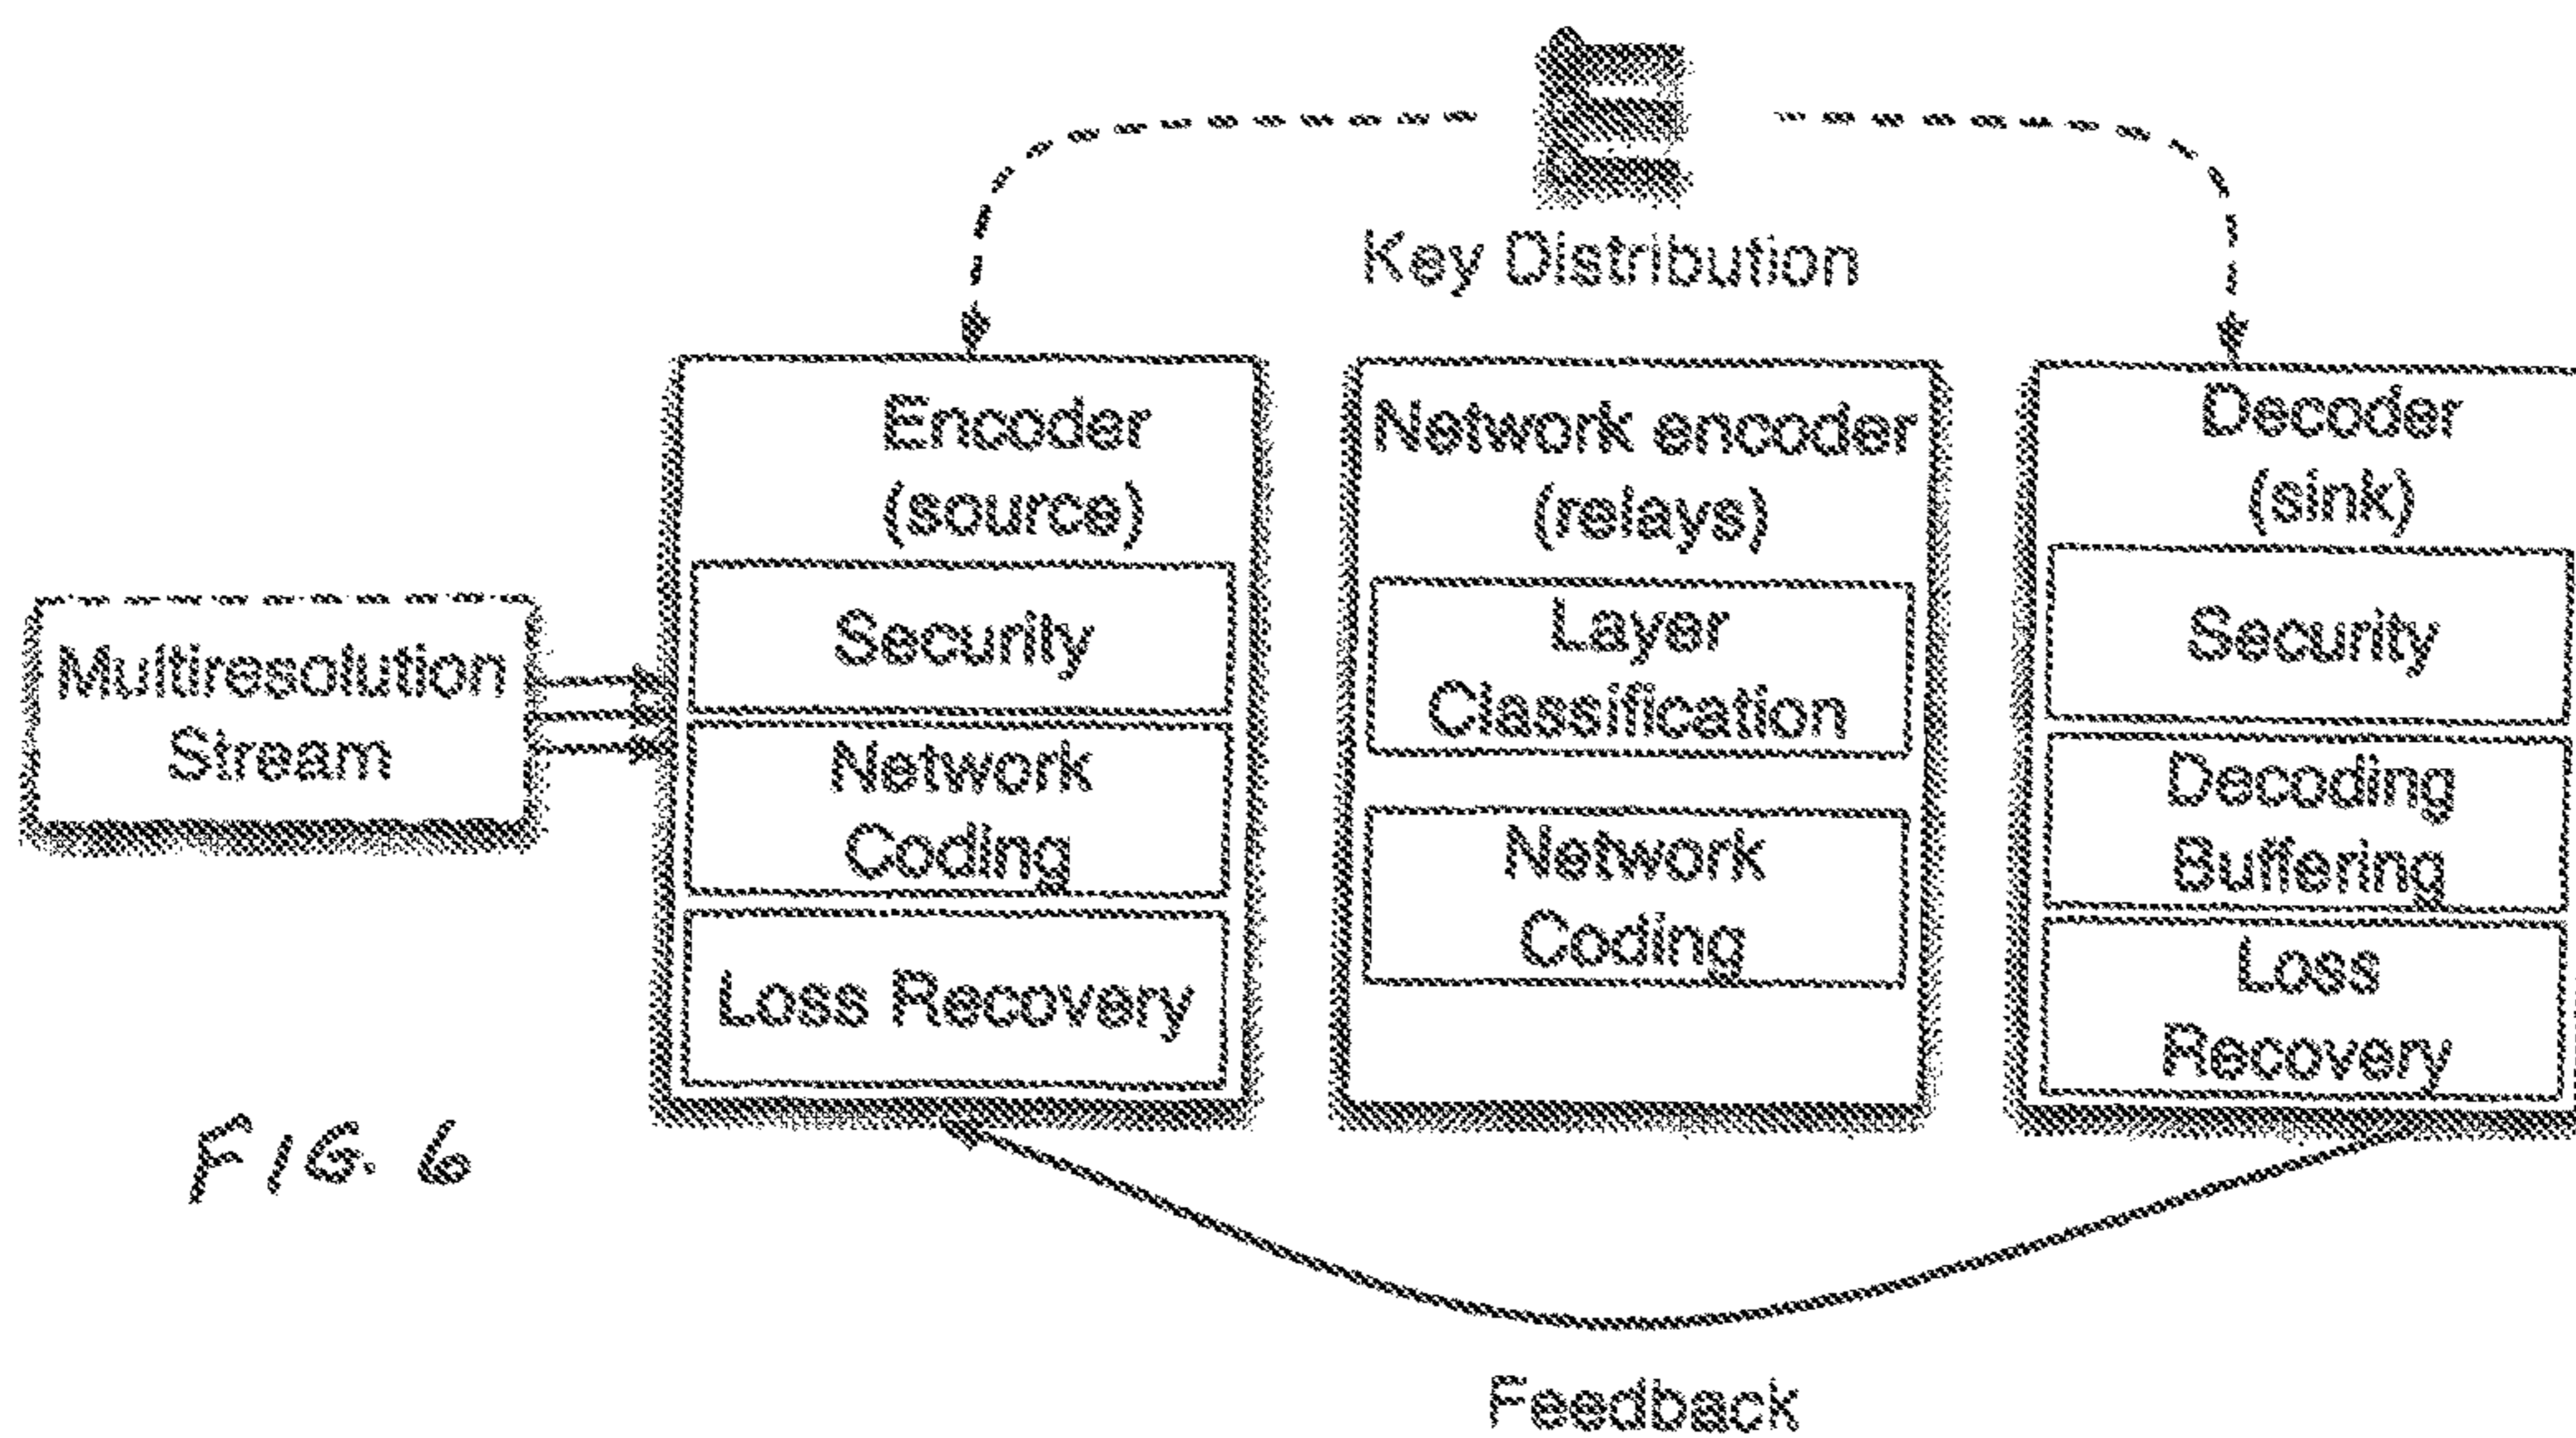 Key Distribution
Encoder
(source)
Security
Network
Coding
Loss Recovery
Network encoder
(relays)
Layer
Classification
Network
Coding
Decoder
(sink)
Security
Decoding
Buffering
Loss
Recovery
Multiresolution
Stream
FIG. 6
Feedback